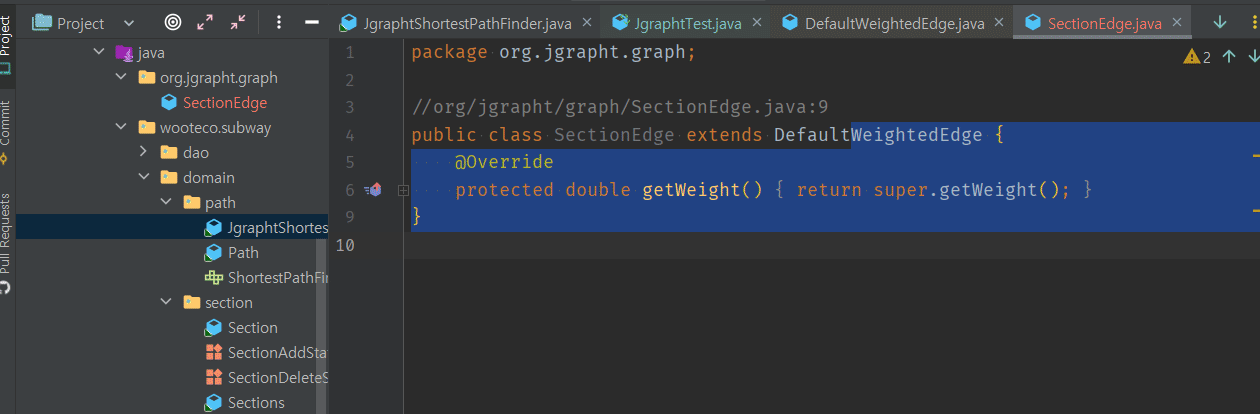 Project
JgraphtShortestPathFinder.java
JgraphtTest.java
DefaultWeightedEdge.java
SectionEdge.java
Project
Commit
Pull Requests
java
org.jgrapht.graph
SectionEdge
wooteco.subway
dao
domain
path
JgraphtShortes
Path
ShortestPathFi
section
Section
SectionAddSta
SectionDeleteS
Sections
2
1 package org.jgrapht.graph;
2
3 //org/jgrapht/graph/SectionEdge.java:9
4 public class SectionEdge extends DefaultWeightedEdge {
5 @Override
6 protected double getWeight() { return super.getWeight(); }
9 }
10